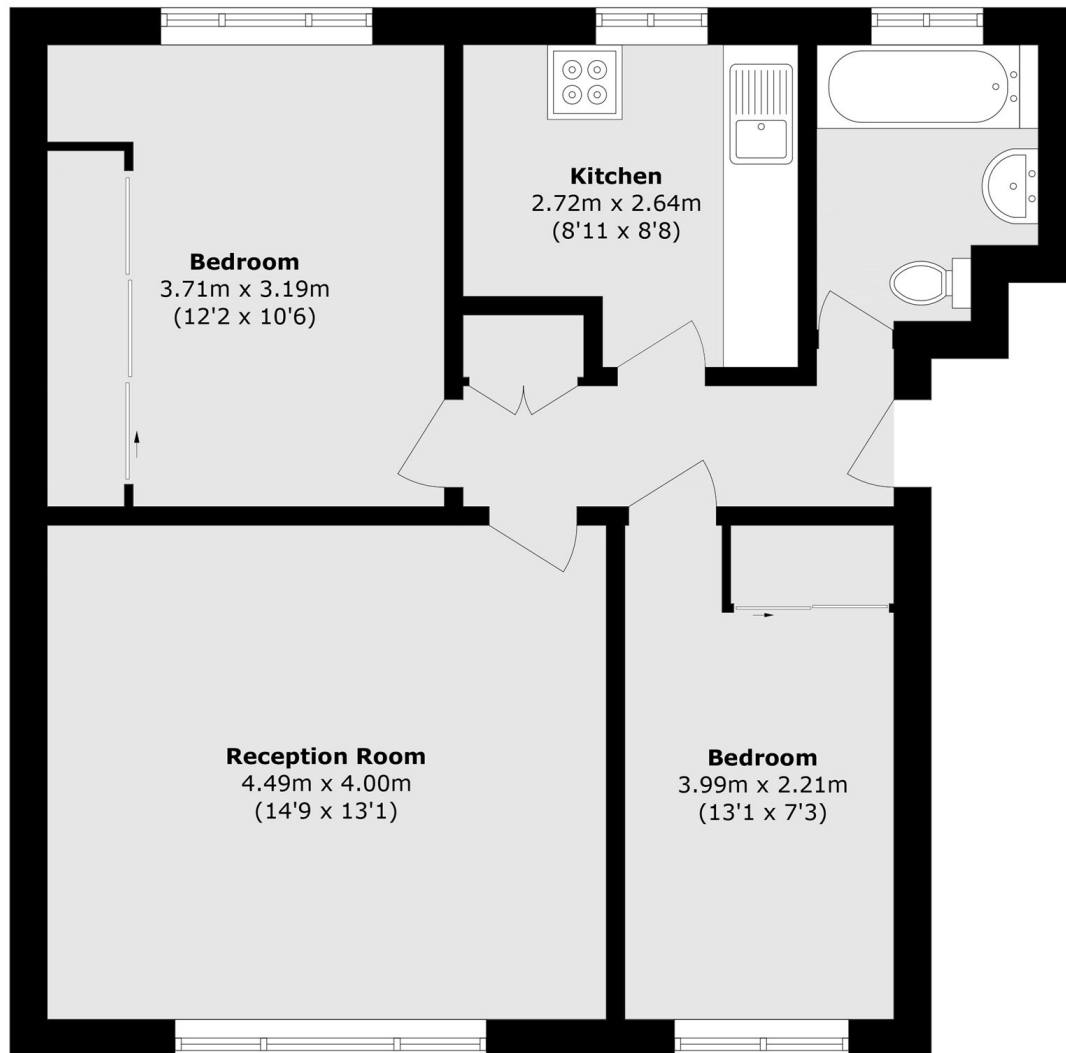 Kitchen
2.72m x 2.64m
(8'11 x 8'8)
Bedroom
3.71m x 3.19m
(12'2 x 10'6)
Reception Room
4.49m x 4.00m
(14'9 x 13'1)
Bedroom
3.99m x 2.21m
(13'1 x 7'3)